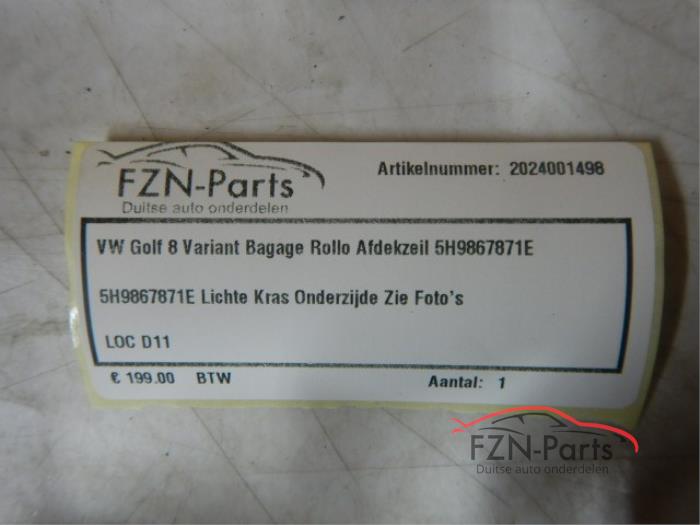 FZN-Parts
Duitse auto onderdelen
Artikelnummer: 2024001498
VW Golf 8 Variant Bagage Rollo Afdekzeil 5H9867871E
5H9867871E Lichte Kras Onderzijde Zie Foto's
LOC D11
€ 199.00 BTW
Aantal: 1
FZN-Parts
Duitse auto onderdelen